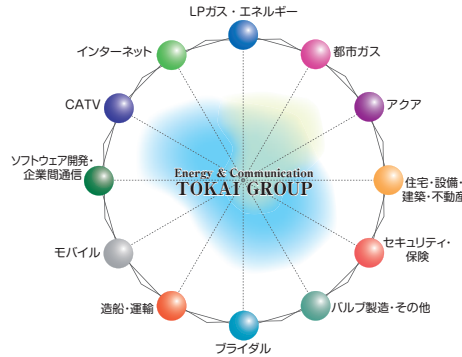 LPガス・エネルギー
都市ガス
アクア
住宅・設備・
建築・不動産
セキュリティ・
保険
バルブ製造・その他
ブライダル
造船・運輸
モバイル
ソフトウェア開発・
企業間通信
CATV
インターネット
Energy & Communication
TOKAI GROUP